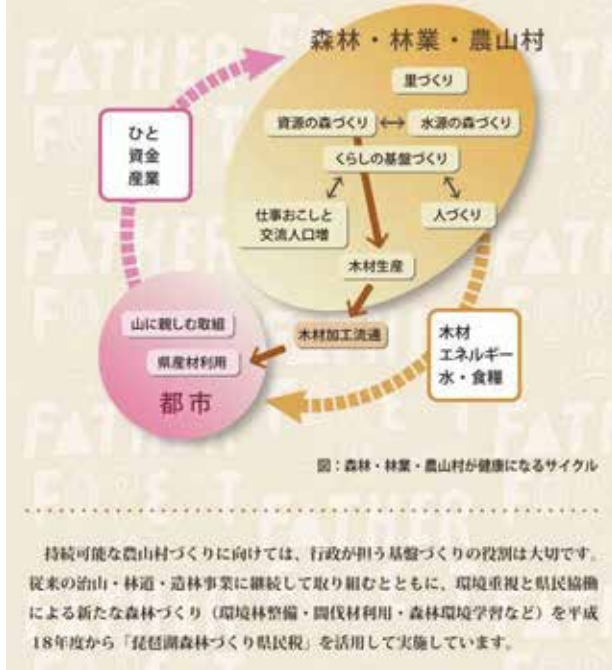 森林・林業・農山村
里づくり
資源の森づくり
水源の森づくり
くらしの基盤づくり
仕事おこしと
交流人口増
人づくり
木材生産
ひと
資金
産業
山に親しむ取組
県産材利用
都市
木材加工流通
木材
エネルギー
水・食糧
図：森林・林業・農山村が健康になるサイクル
持続可能な農山村づくりに向けては、行政が担う基盤づくりの役割は大切です。
従来の治山・林道・造林事業に継続して取り組むとともに、環境重視と県民協働
による新たな森林づくり（環境林整備・間伐材利用・森林環境学習など）を平成
18年度から「琵琶湖森林づくり県民税」を活用して実施しています。